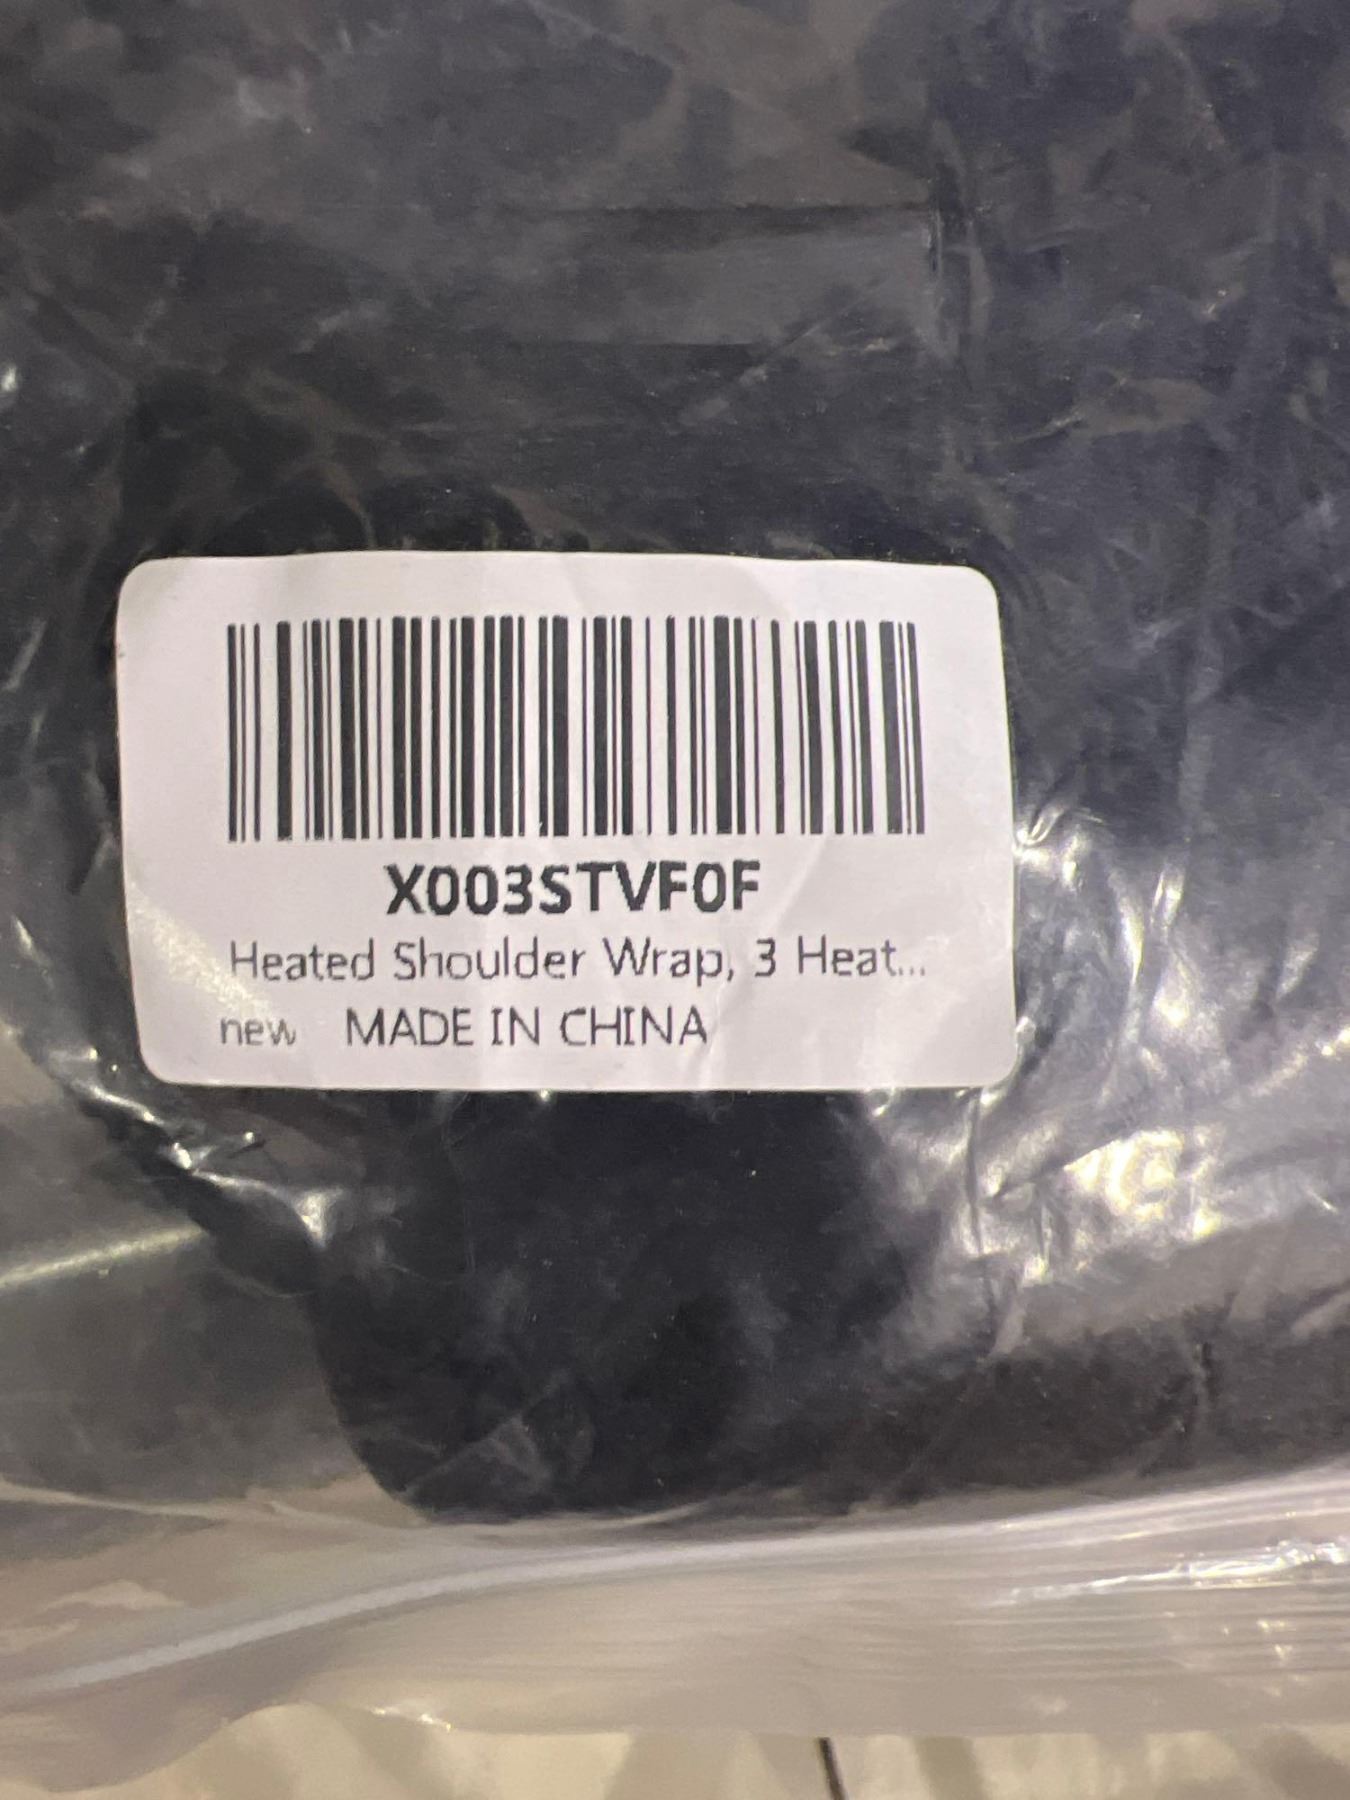 X003STVF0F
Heated Shoulder Wrap, 3 Heat...
new MADE IN CHINA